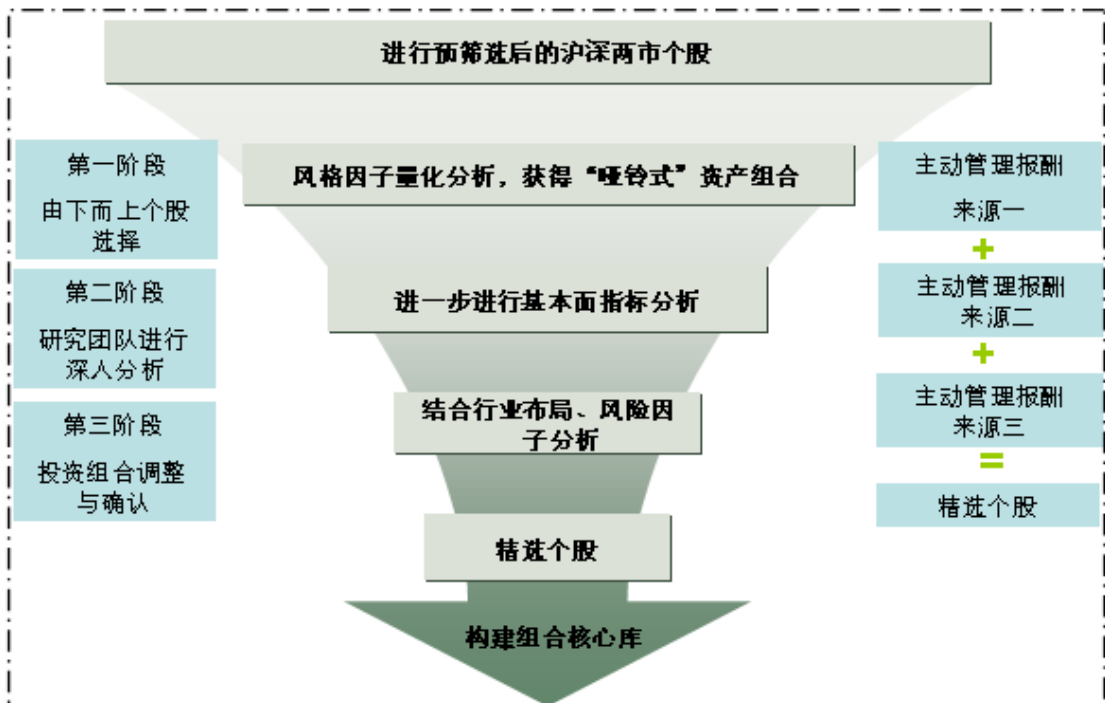 进行预筛选后的沪深两市个股
第一阶段
由下而上个股
选择
风格因子量化分析，获得“哑铃式”资产组合
主动管理报酬
来源一
+
第二阶段
研究团队进行
深入分析
进一步进行基本面指标分析
主动管理报酬
来源二
+
第三阶段
投资组合调整
与确认
结合行业布局、风险因
子分析
主动管理报酬
来源三
=
精选个股
精选个股
构建组合核心库